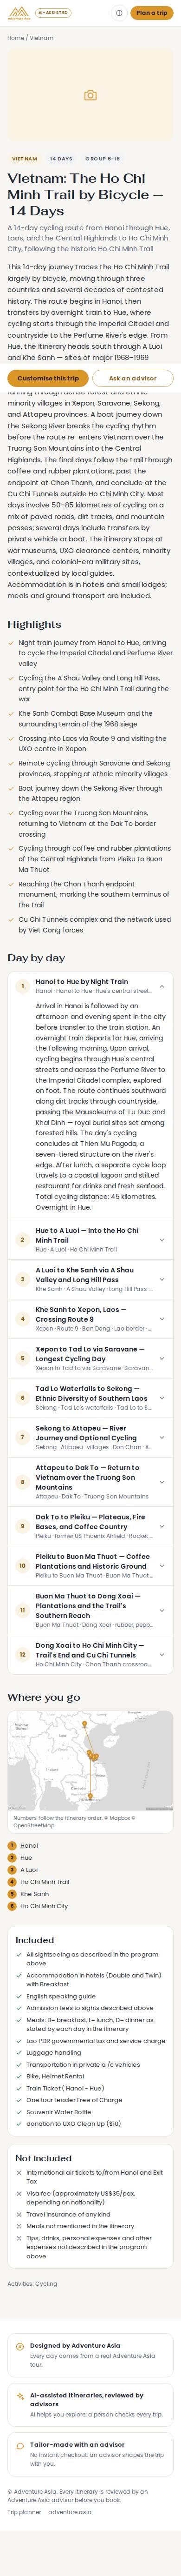 AI-ASSISTED
Plan a trip
Home / Vietnam
VIETNAM 14 DAYS GROUP 6-16
Vietnam: The Ho Chi
Minh Trail by Bicycle —
14 Days
A 14-day cycling route from Hanoi through Hue,
Laos, and the Central Highlands to Ho Chi Minh
City, following the historic Ho Chi Minh Trail
This 14-day journey traces the Ho Chi Minh Trail
largely by bicycle, moving through three
countries and several decades of contested
history. The route begins in Hanoi, then
transfers by overnight train to Hue, where
cycling starts through the Imperial Citadel and
countryside to the Perfume River's edge. From
Hue, the itinerary heads southwest through A
Luoi and Khe Sanh — sites of major 1968–1969
Customise this trip
Ask an advisor
running through
minority villages in Xepon, Saravane, Sekong,
and Attapeu provinces. A boat journey down
the Sekong River breaks the cycling rhythm
before the route re-enters Vietnam over the
Truong Son Mountains into the Central
Highlands. The final days follow the trail through
coffee and rubber plantations, past the
endpoint at Chon Thanh, and conclude at the
Cu Chi Tunnels outside Ho Chi Minh City. Most
days involve 50–85 kilometres of cycling on a
mix of paved roads, dirt tracks, and mountain
passes; several days include transfers by
private vehicle or boat. The itinerary stops at
war museums, UXO clearance centres, minority
villages, and colonial-era military sites,
contextualized by local guides.
Accommodation is in hotels and small lodges;
meals and ground transport are included.
Highlights
Night train journey from Hanoi to Hue, arriving
to cycle the Imperial Citadel and Perfume River
valley
Cycling the A Shau Valley and Long Hill Pass,
entry point for the Ho Chi Minh Trail during the
war
Khe Sanh Combat Base Museum and the
surrounding terrain of the 1968 siege
Crossing into Laos via Route 9 and visiting the
UXO centre in Xepon
Remote cycling through Saravane and Sekong
provinces, stopping at ethnic minority villages
Boat journey down the Sekong River through
the Attapeu region
Cycling over the Truong Son Mountains,
returning to Vietnam at the Dak To border
crossing
Cycling through coffee and rubber plantations
of the Central Highlands from Pleiku to Buon
Ma Thuot
Reaching the Chon Thanh endpoint
monument, marking the southern terminus of
the trail
Cu Chi Tunnels complex and the network used
by Viet Cong forces
Day by day
1 Hanoi to Hue by Night Train
Hanoi · Hanoi to Hue · Hue's central street...
Arrival in Hanoi is followed by an
afternoon and evening spent in the city
before transfer to the train station. An
overnight train departs for Hue, arriving
early the following morning. Upon arrival,
cycling begins through Hue's central
streets and across the Perfume River to
the Imperial Citadel complex, explored
on foot. The route continues southward
along dirt tracks through countryside,
passing the Mausoleums of Tu Duc and
Khai Dinh — royal burial sites set among
forested hills. The day's cycling
concludes at Thien Mu Pagoda, a
seven-story structure on the river's
edge. After lunch, a separate cycle loop
travels to a coastal lagoon and stilted
restaurant for drinks and fresh seafood.
Total cycling distance: 45 kilometres.
Overnight in Hue.
2 Hue to A Luoi — Into the Ho Chi
Minh Trail
Hue · A Luoi · Ho Chi Minh Trail
3 A Luoi to Khe Sanh via A Shau
Valley and Long Hill Pass
Khe Sanh · A Shau Valley · Long Hill Pass ·...
4 Khe Sanh to Xepon, Laos —
Crossing Route 9
Xepon · Route 9 · Ban Dong · Lao border · ...
5 Xepon to Tad Lo via Saravane —
Longest Cycling Day
Xepon to Tad Lo via Saravane · Saravan...
6 Tad Lo Waterfalls to Sekong —
Ethnic Diversity of Southern Laos
Sekong · Tad Lo waterfalls · Tad Lo to S...
7 Sekong to Attapeu — River
Journey and Optional Cycling
Sekong · Attapeu · villages · Don Chan · X...
8 Attapeu to Dak To — Return to
Vietnam over the Truong Son
Mountains
Attapeu · Dak To · Truong Son Mountains
9 Dak To to Pleiku — Plateaus, Fire
Bases, and Coffee Country
Pleiku · former US Phoenix Airfield · Rocket ...
10 Pleiku to Buon Ma Thuot — Coffee
Plantations and Historic Ground
Pleiku to Buon Ma Thuot · Buon Ma Thuot ...
11 Buon Ma Thuot to Dong Xoai —
Plantations and the Trail's
Southern Reach
Buon Ma Thuot · Dong Xoai · rubber, pepp...
12 Dong Xoai to Ho Chi Minh City —
Trail's End and Cu Chi Tunnels
Ho Chi Minh City · Chon Thanh crossroa...
Where you go
Numbers follow the itinerary order. © Mapbox ©
OpenStreetMap
1 Hanoi
2 Hue
3 A Luoi
4 Ho Chi Minh Trail
5 Khe Sanh
6 Ho Chi Minh City
Included
All sightseeing as described in the program
above
Accommodation in hotels (Double and Twin)
with Breakfast
English speaking guide
Admission fees to sights described above
Meals: B= breakfast, L= lunch, D= dinner as
stated by each day in the itinerary
Lao PDR governmental tax and service charge
Luggage handling
Transportation in private a /c vehicles
Bike, Helmet Rental
Train Ticket ( Hanoi - Hue)
One tour Leader Free of Charge
Souvenir Water Bottle
donation to UXO Clean Up ($10)
Not included
International air tickets to/from Hanoi and Exit
Tax
Visa fee (approximately US$35/pax,
depending on nationality)
Travel insurance of any kind
Meals not mentioned in the itinerary
Tips, drinks, personal expenses and other
expenses not described in the program
above
Activities: Cycling
Designed by Adventure Asia
Every day comes from a real Adventure Asia
tour.
AI-assisted itineraries, reviewed by
advisors
AI helps you explore; a person checks every trip.
Tailor-made with an advisor
No instant checkout: an advisor shapes the trip
with you.
© Adventure Asia. Every itinerary is reviewed by an
Adventure Asia advisor before you book.
Trip planner adventure.asia